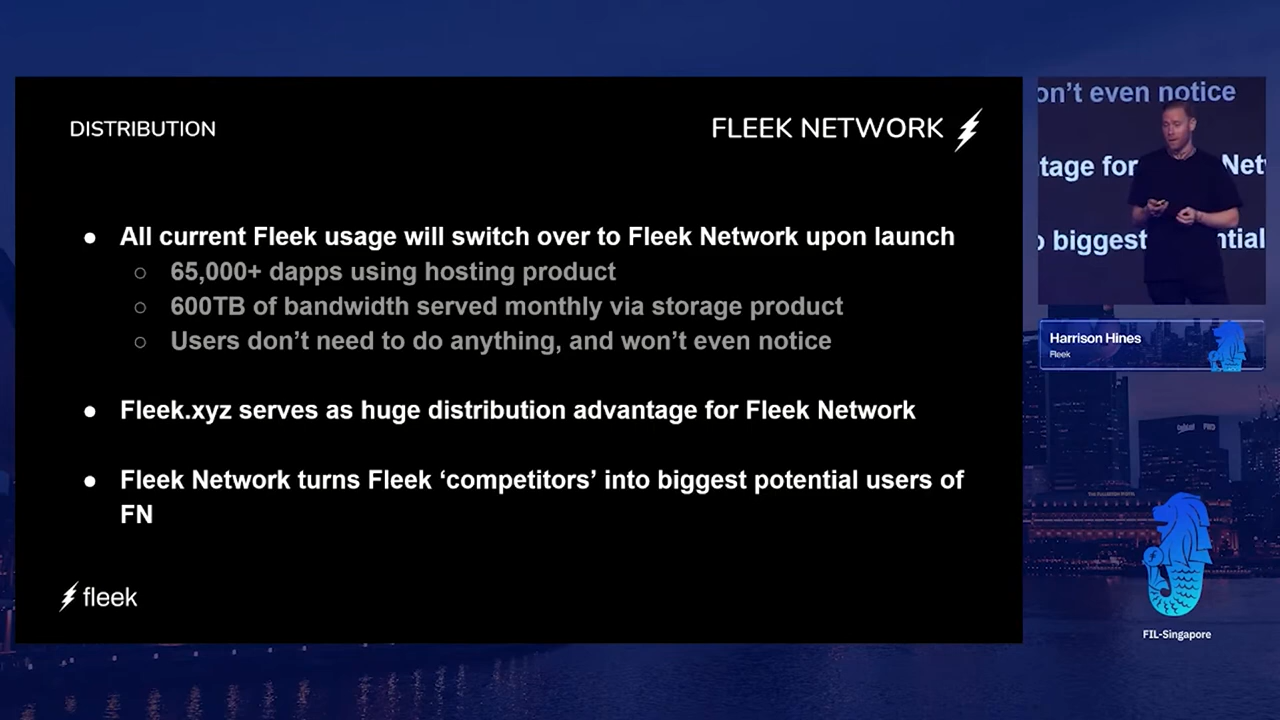 DISTRIBUTION
FLEEK NETWORK
● All current Fleek usage will switch over to Fleek Network upon launch
○ 65,000+ dapps using hosting product
○ 600TB of bandwidth served monthly via storage product
○ Users don’t need to do anything, and won’t even notice
● Fleek.xyz serves as huge distribution advantage for Fleek Network
● Fleek Network turns Fleek ‘competitors’ into biggest potential users of
FN
fleek
on’t even notice
tage for Net
biggest ntial
Harrison Hines
Fleek
THE FULLERTON HOTEL
FIL-Singapore